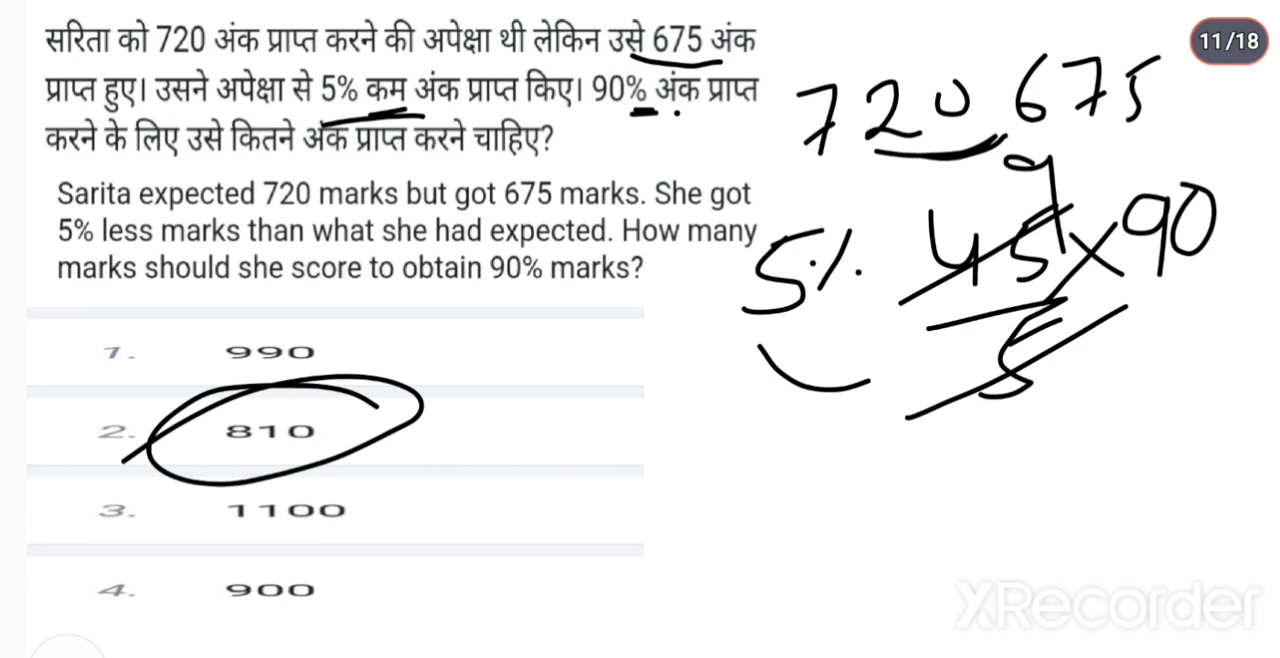 सरिता को 720 अंक प्राप्त करने की अपेक्षा थी लेकिन उसे 675 अंक
प्राप्त हुए। उसने अपेक्षा से 5% कम अंक प्राप्त किए। 90% अंक प्राप्त
करने के लिए उसे कितने अंक प्राप्त करने चाहिए?
Sarita expected 720 marks but got 675 marks. She got
5% less marks than what she had expected. How many
marks should she score to obtain 90% marks?
1. 990
2. 810
3. 1100
4. 900
11/18
720 675
9
5% 45 × 90
5
XRecorder